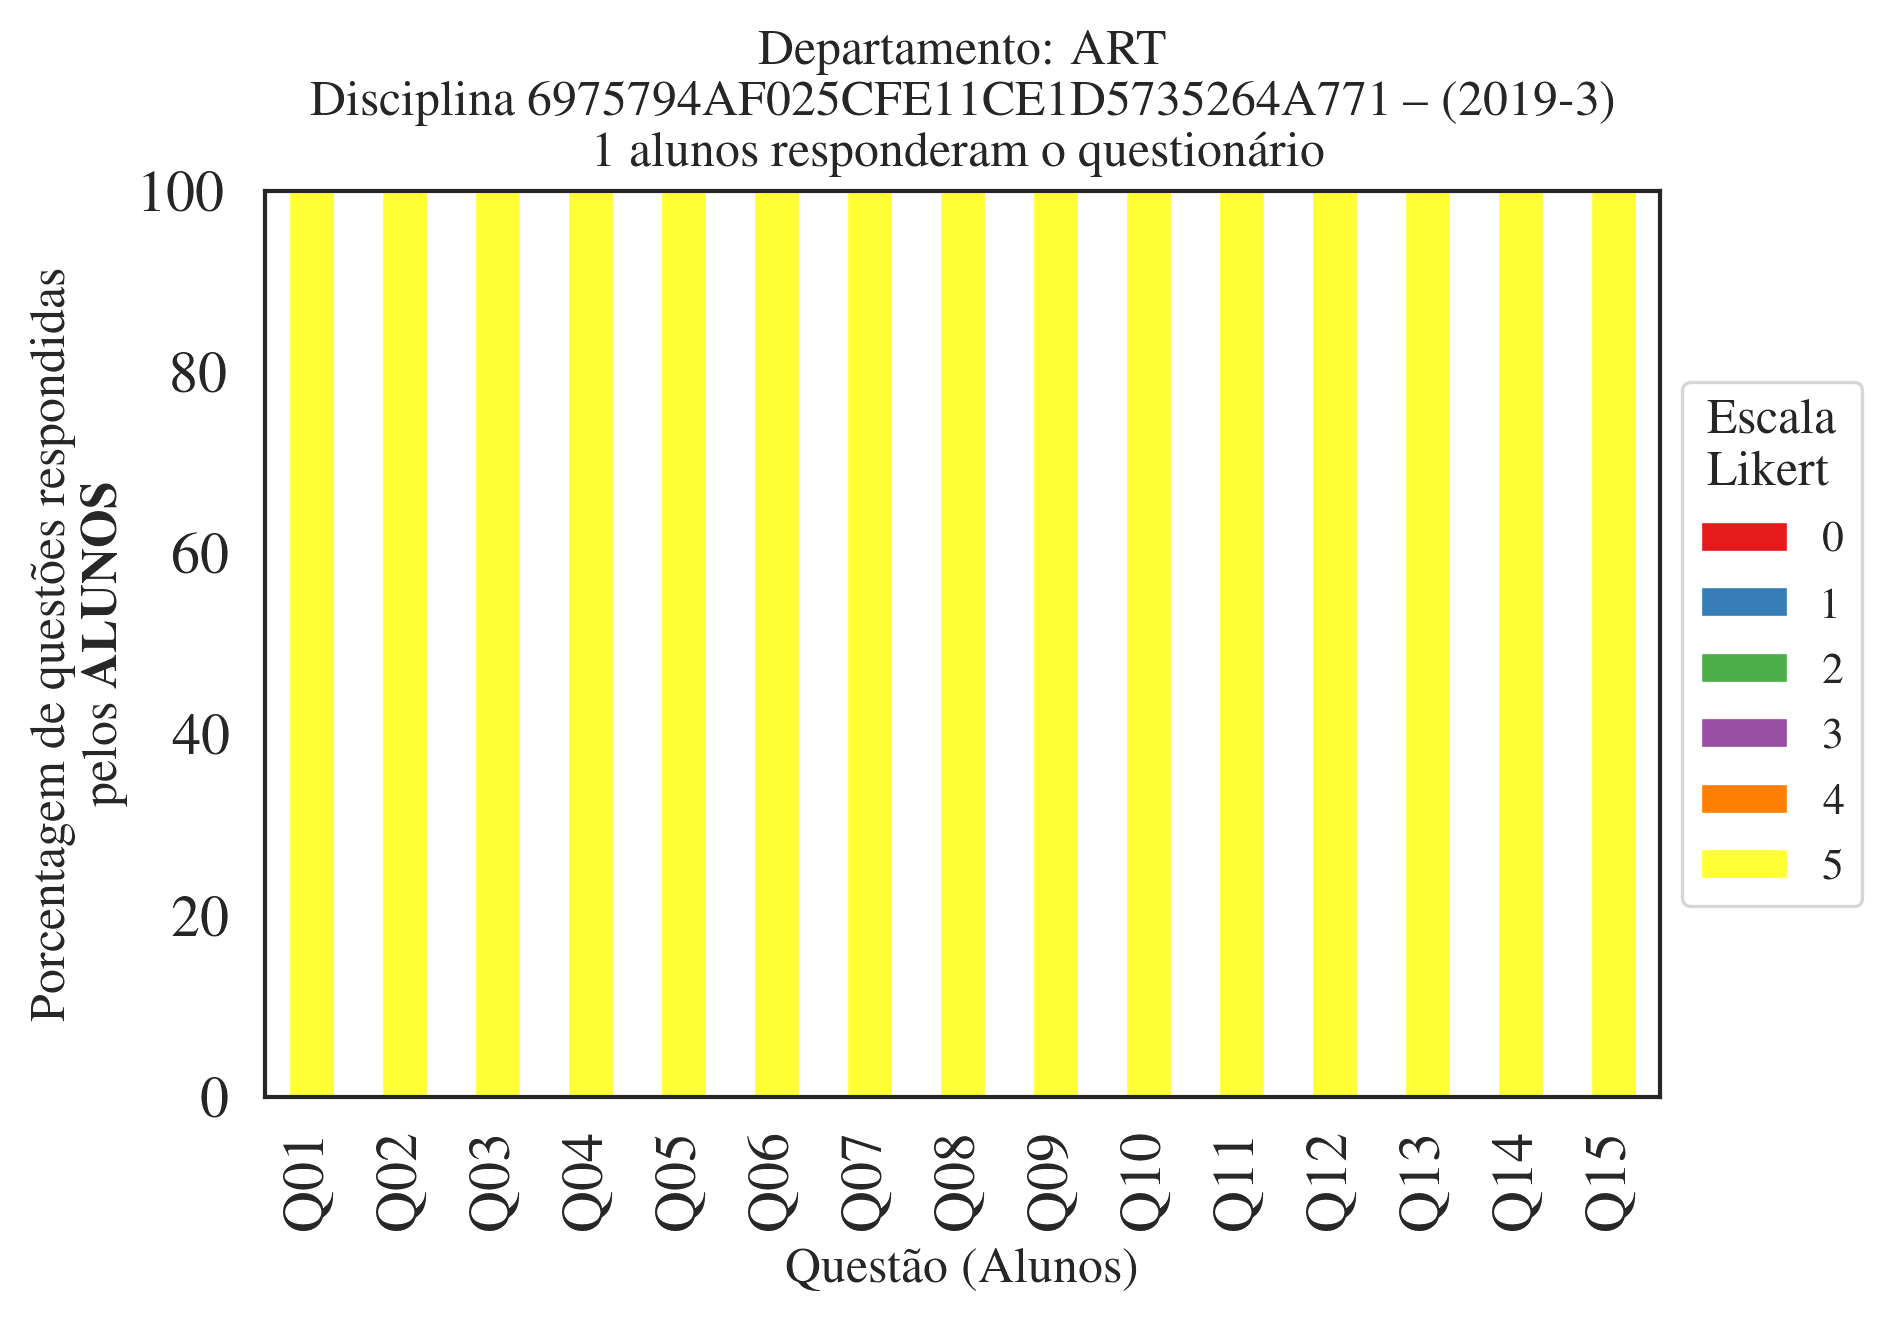 Departamento: ART
Disciplina 6975794AF025CFE11CE1D5735264A771 – (2019-3)
1 alunos responderam o questionário
Porcentagem de questões respondidas
pelos ALUNOS
100
80
60
40
20
0
Q01
Q02
Q03
Q04
Q05
Q06
Q07
Q08
Q09
Q10
Q11
Q12
Q13
Q14
Q15
Questão (Alunos)
Escala
Likert
0
1
2
3
4
5